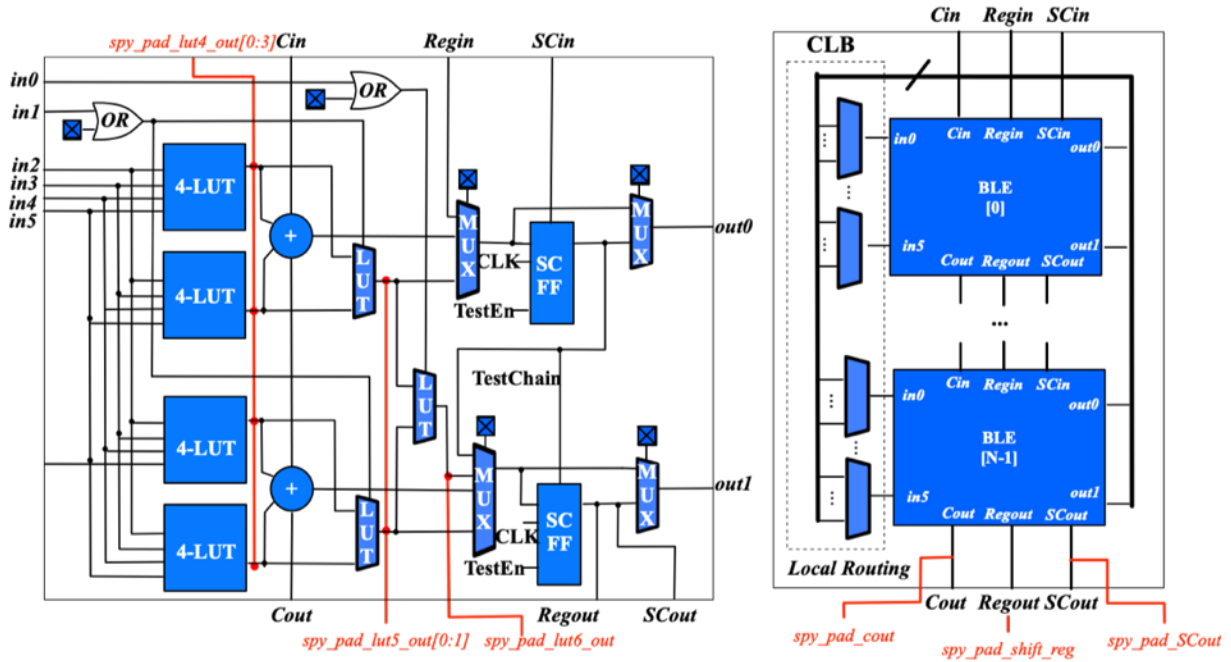 spy_pad_lut4_out[0:3]
Cin
Regin
SCin
in0
in1
in2
in3
in4
in5
OR
OR
4-LUT
4-LUT
4-LUT
4-LUT
+
+
LUT
LUT
LUT
MUX
MUX
MUX
MUX
CLK
SC
FF
TestEn
TestChain
CLK
SC
FF
TestEn
out0
out1
Cout
Regout
SCout
spy_pad_lut5_out[0:1]
spy_pad_lut6_out
Cin
Regin
SCin
CLB
in0
Cin
Regin
SCin
out0
BLE
[0]
in5
out1
Cout
Regout
SCout
...
Cin
Regin
SCin
in0
out0
BLE
[N-1]
in5
out1
Cout
Regout
SCout
Local Routing
Cout
Regout
SCout
spy_pad_cout
spy_pad_shift_reg
spy_pad_SCout